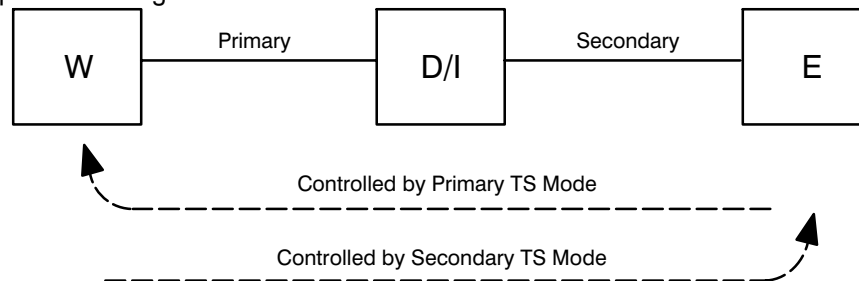 W
Primary
D/I
Secondary
E
Controlled by Primary TS Mode
Controlled by Secondary TS Mode